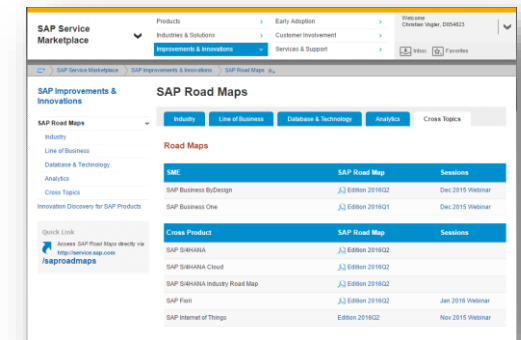 SAP Service
Marketplace
Products
Industries & Solutions
Improvements & Innovations
Early Adoption
Customer Involvement
Services & Support
Welcome
Christian Vogler, D054623
Inbox
Favorites
SAP Service Marketplace
SAP Improvements & Innovations
SAP Road Maps
SAP Improvements &
Innovations
SAP Road Maps
Industry
Line of Business
Database & Technology
Analytics
Cross Topics
Innovation Discovery for SAP Products
Quick Link
Access SAP Road Maps directly via
http://service.sap.com
/saproadmaps
SAP Road Maps
Industry
Line of Business
Database & Technology
Analytics
Cross Topics
Road Maps
SME SAP Road Map Sessions
SAP Business ByDesign Edition 2016Q2 Dec 2015 Webinar
SAP Business One Edition 2016Q1 Dec 2015 Webinar
Cross Product SAP Road Map Sessions
SAP S/4HANA Edition 2016Q2
SAP S/4HANA Cloud Edition 2016Q2
SAP S/4HANA Industry Road Map Edition 2016Q2
SAP Fiori Edition 2016Q2 Jan 2016 Webinar
SAP Internet of Things Edition 2016Q2 Nov 2015 Webinar